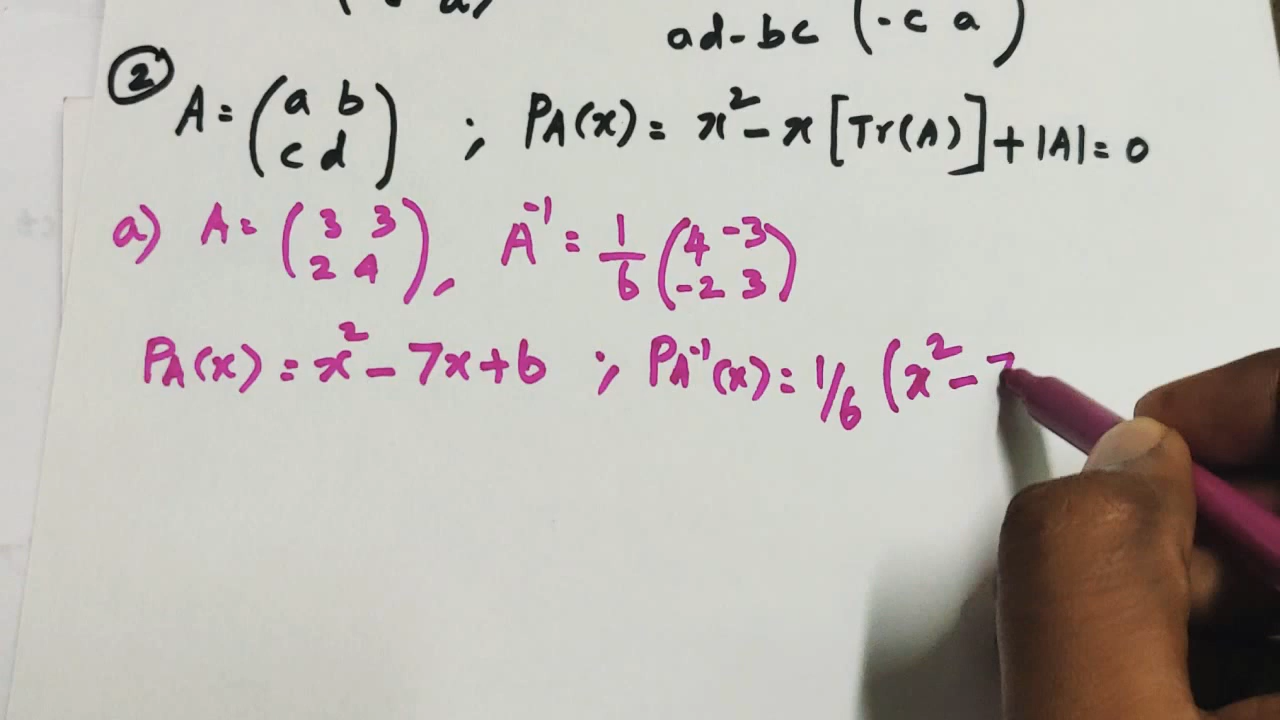 ad-bc (-c a)
② A = (a b c d) ; PA(x) = x² - x [Tr(A)] + |A| = 0
a) A = (3 3 2 4), A⁻¹ = 1/6 (4 -3 -2 3)
PA(x) = x² - 7x + 6 ; PA⁻¹(x) = 1/6 (x² - 7